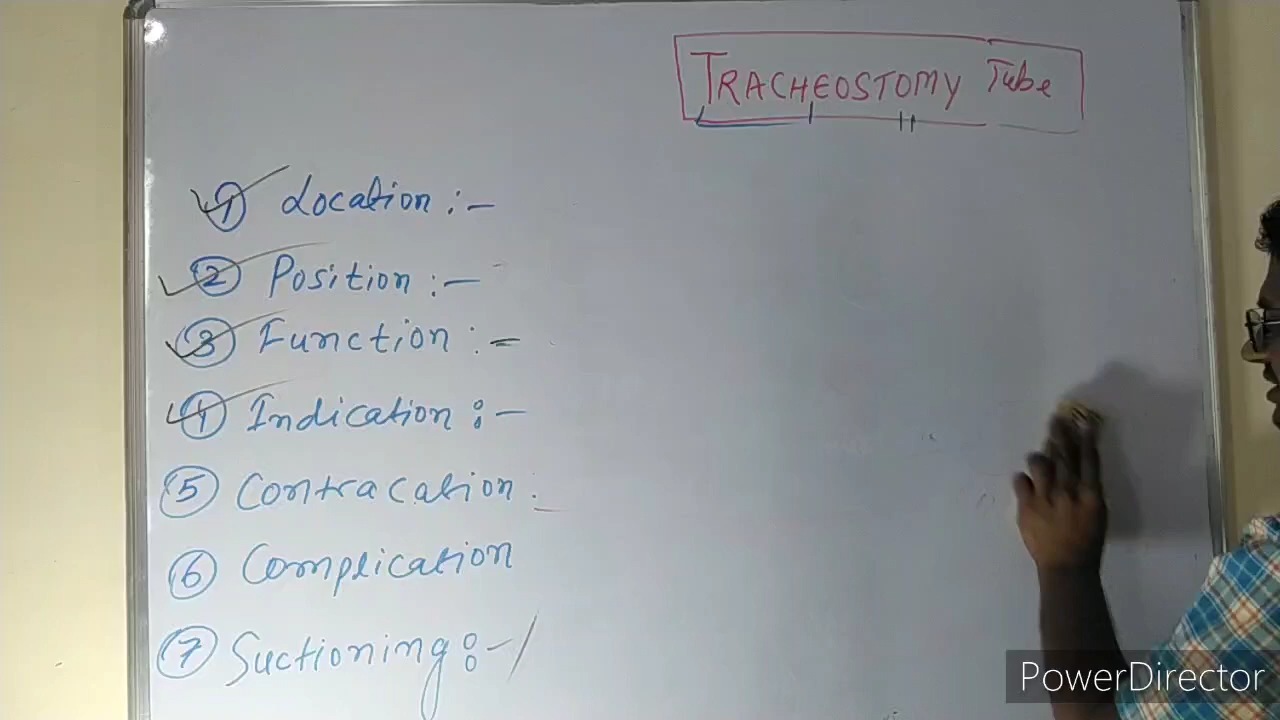 TRACHEOSTOMY Tube
① Location :-
② Position :-
③ Function :-
④ Indication :-
⑤ Contracation :
⑥ Complication
⑦ Suctioning :-
PowerDirector